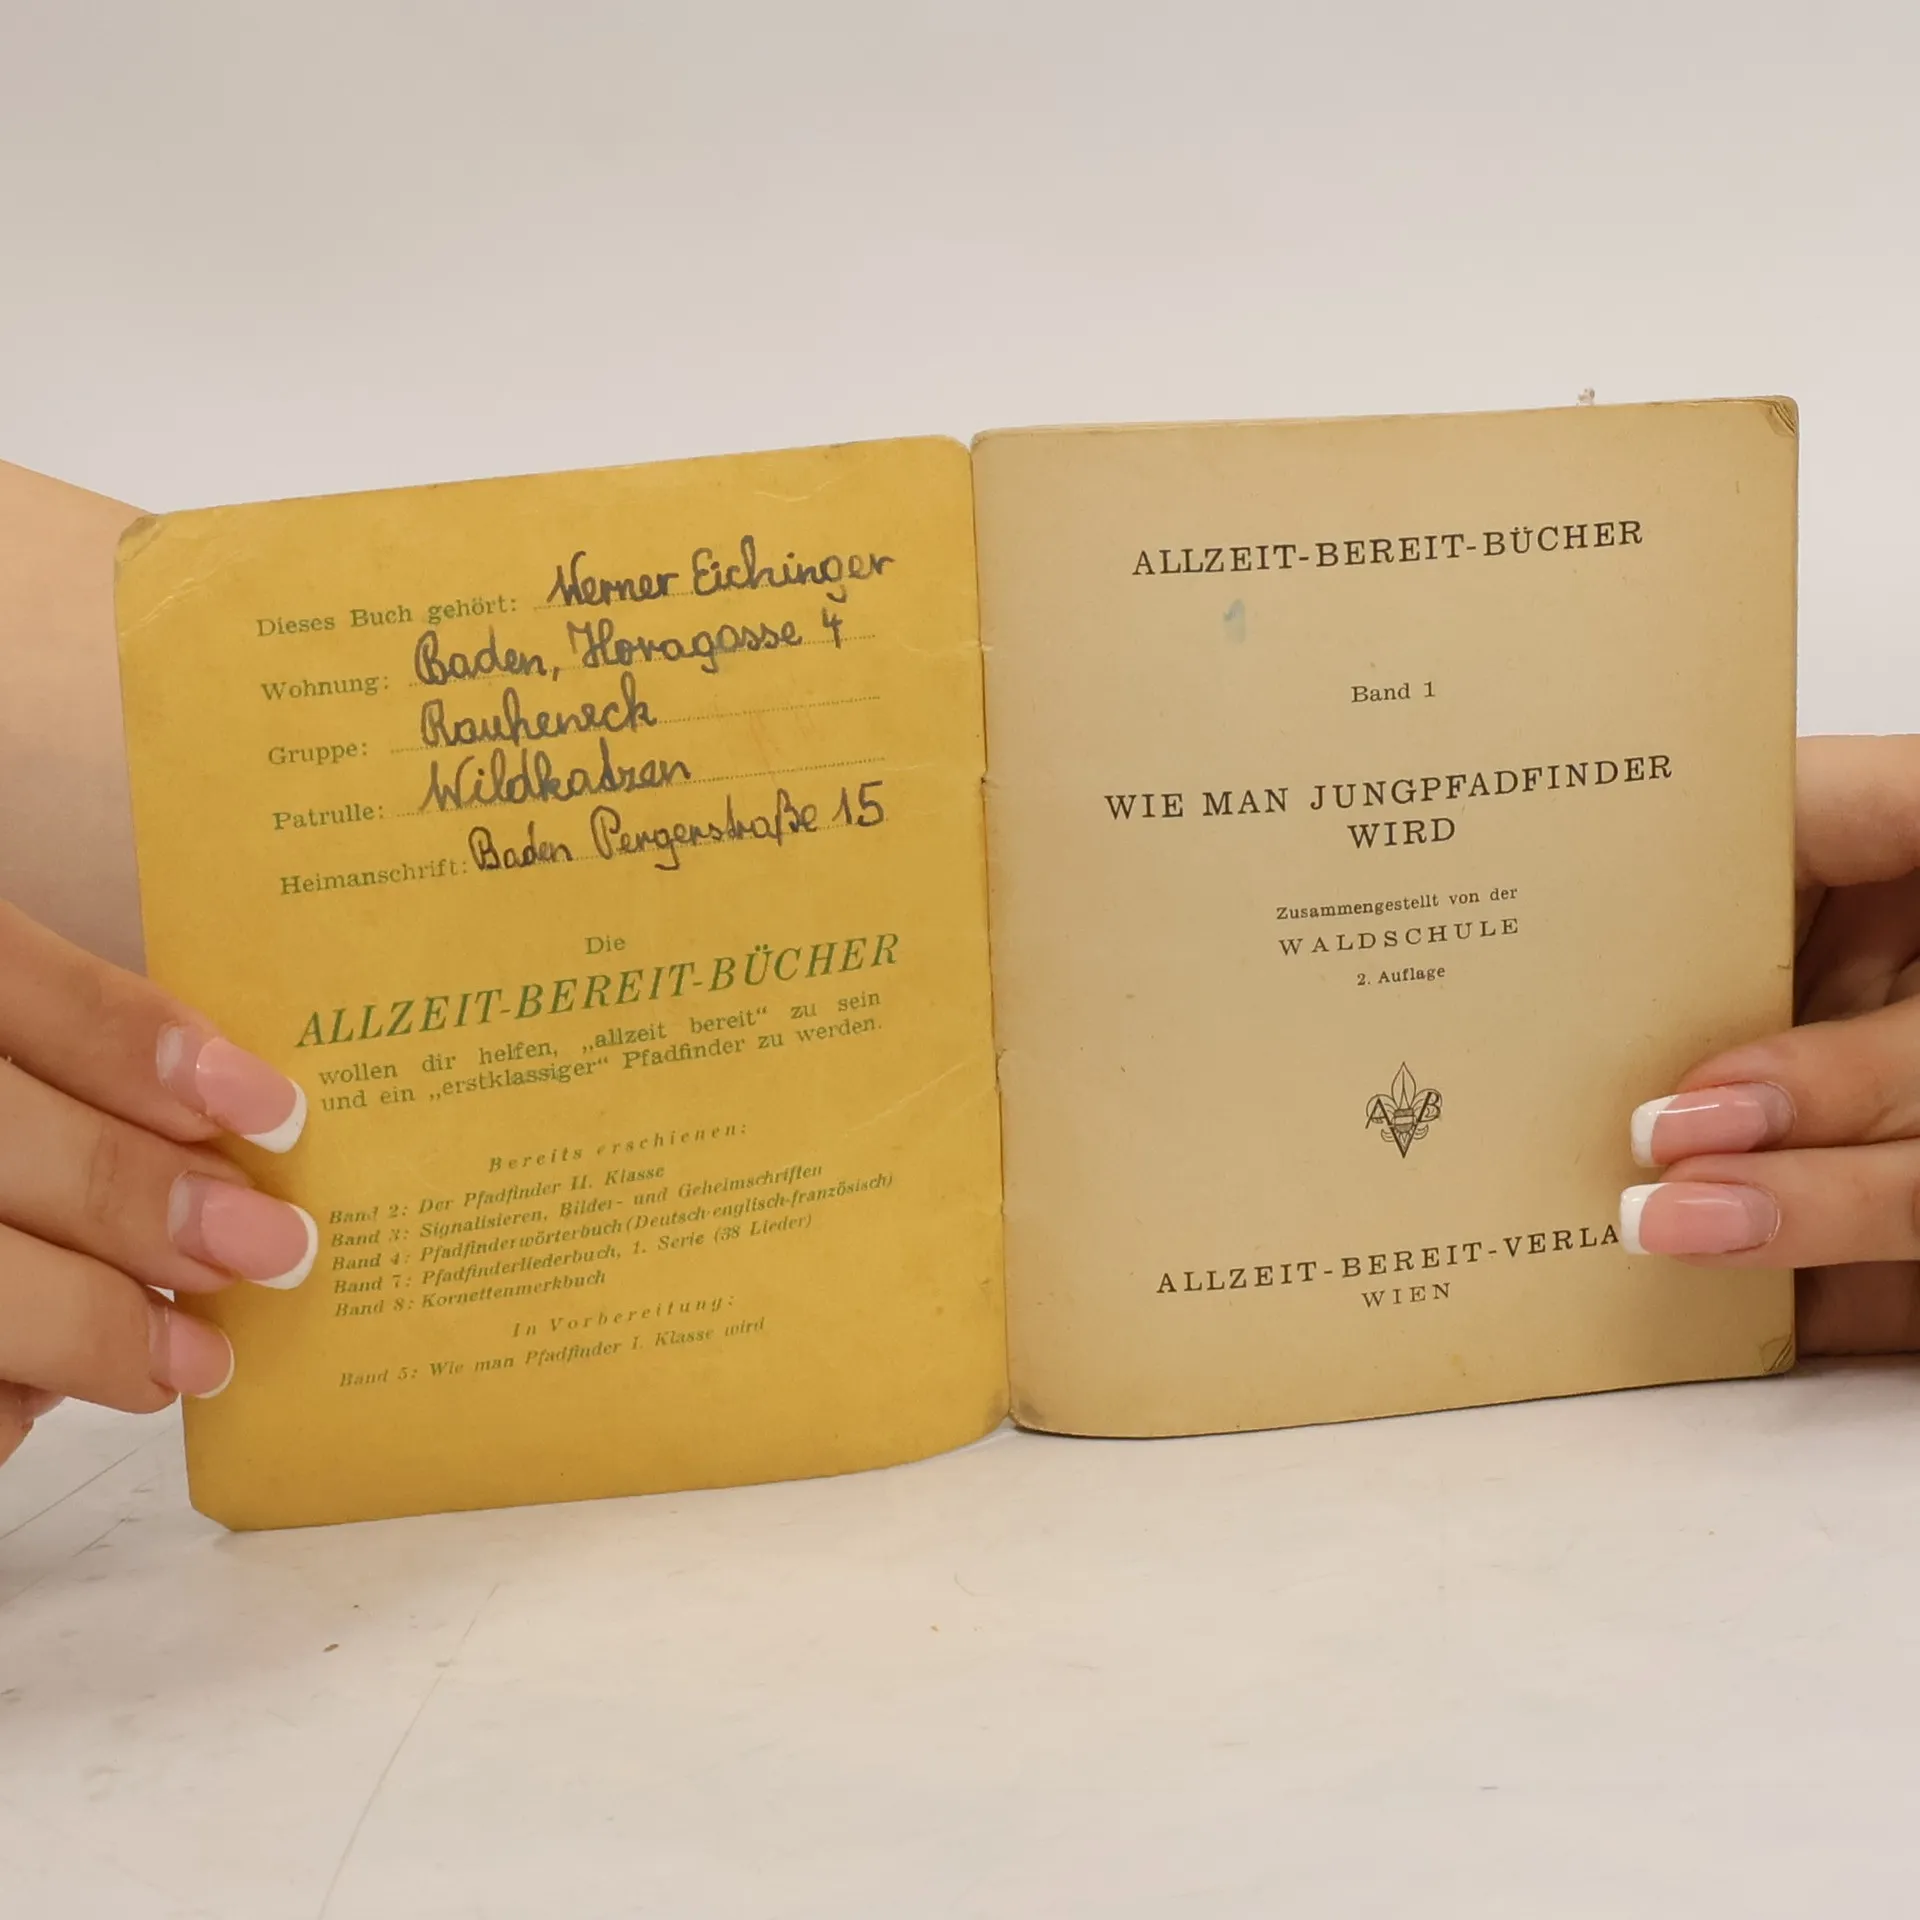 Dieses Buch gehört: Werner Eichinger
Wohnung: Baden, Horagasse 4
Gruppe: Rauheneck
Patrulle: Wildkatzen
Heimanschrift: Baden Pergerstraße 15
Die
ALLZEIT-BEREIT-BÜCHER
wollen dir helfen, „allzeit bereit“ zu sein
und ein „erstklassiger“ Pfadfinder zu werden.
Bereits erschienen:
Band 2: Der Pfadfinder II. Klasse
Band 3: Signalisieren, Bilder- und Geheimschriften
Band 4: Pfadfinderwörterbuch (Deutsch-englisch-französisch)
Band 7: Pfadfinderliederbuch, 1. Serie (38 Lieder)
Band 8: Kornettenmerkbuch
In Vorbereitung:
Band 5: Wie man Pfadfinder I. Klasse wird
ALLZEIT-BEREIT-BÜCHER
Band 1
WIE MAN JUNGPFADFINDER
WIRD
Zusammengestellt von der
WALDSCHULE
2. Auflage
A B
ALLZEIT-BEREIT-VERLA
WIEN